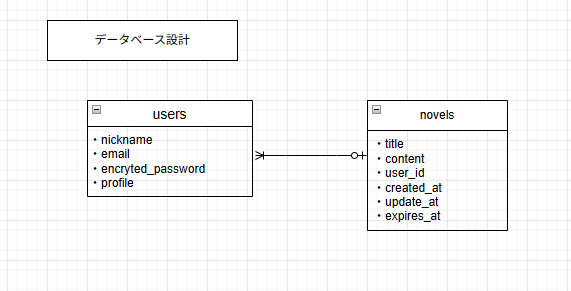 データベース設計
users
・nickname
・email
・encryted_password
・profile
novels
・title
・content
・user_id
・created_at
・update_at
・expires_at